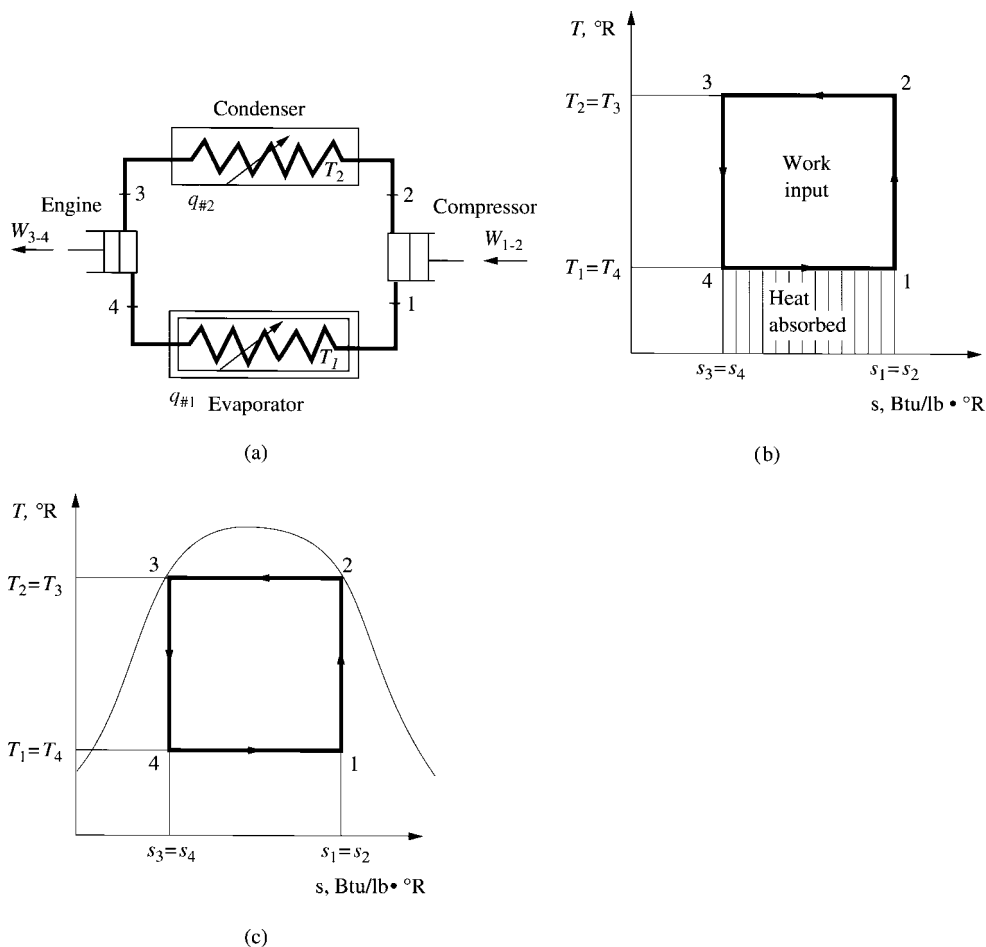 Condenser
T2
q#2
3
2
Engine
Compressor
W3-4
W1-2
4
1
T1
q#1 Evaporator
(a)
T, °R
3
2
T2=T3
Work
input
T1=T4
4
1
Heat
absorbed
s3=s4
s1=s2
s, Btu/lb • °R
(b)
T, °R
3
2
T2=T3
T1=T4
4
1
s3=s4
s1=s2
s, Btu/lb• °R
(c)